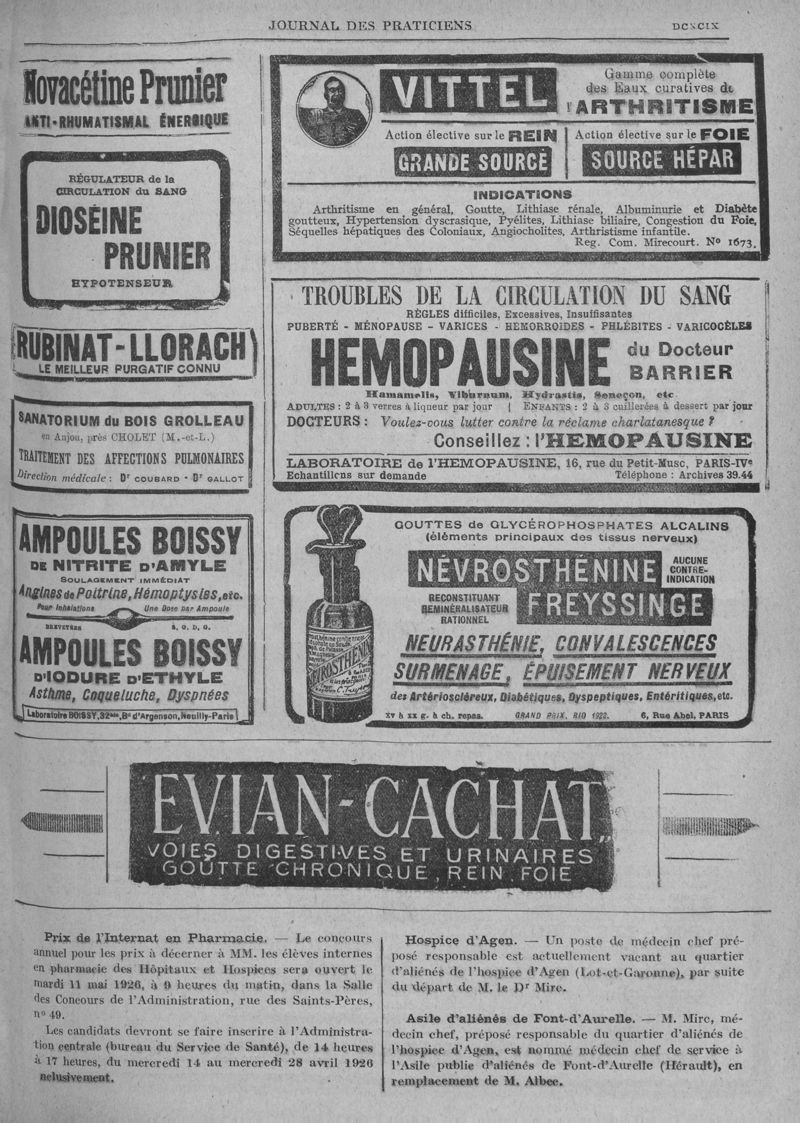 JOURNAL DES PRATICIENS
DCXCIX
Novacétine Prunier
ANTI-RHUMATISMAL ÉNERGIQUE
RÉGULATEUR de la
CIRCULATION du SANG
DIOSÉINE
PRUNIER
HYPOTENSEUR
RUBINAT-LLORACH
LE MEILLEUR PURGATIF CONNU
SANATORIUM du BOIS GROLLEAU
en Anjou, près CHOLET (M.-et-L.)
TRAITEMENT DES AFFECTIONS PULMONAIRES
Direction médicale : Dr COUBARD - Dr GALLOT
AMPOULES BOISSY
DE NITRITE D'AMYLE
SOULAGEMENT IMMÉDIAT
Angines de Poitrine, Hémoptysies, etc.
Pour Inhalations Une Dose par Ampoule
BREVETÉES S. G. D. G.
AMPOULES BOISSY
D'IODURE D'ETHYLE
Asthme, Coqueluche, Dyspnées
Laboratoire BOISSY, 32bis, Bd d'Argenson, Neuilly-Paris
VITTEL
Gamme complète
des Eaux curatives de
l'ARTHRITISME
Action élective sur le REIN
GRANDE SOURCE
Action élective sur le FOIE
SOURCE HÉPAR
INDICATIONS
Arthritisme en général, Goutte, Lithiase rénale, Albuminurie et Diabète
goutteux, Hypertension dyscrasique, Pyélites, Lithiase biliaire, Congestion du Foie,
Séquelles hépatiques des Coloniaux, Angiocholites, Arthristisme infantile.
Reg. Com. Mirecourt. No 1673.
TROUBLES DE LA CIRCULATION DU SANG
RÈGLES difficiles, Excessives, Insuffisantes
PUBERTÉ - MÉNOPAUSE - VARICES - HEMORROIDES - PHLÉBITES - VARICOCÈLES
HEMOPAUSINE
du Docteur
BARRIER
Hamamelis, Viburnum, Hydrastis, Seneçon, etc
ADULTES : 2 à 3 verres à liqueur par jour | ENFANTS : 2 à 3 cuillerées à dessert par jour
DOCTEURS : Voulez-vous lutter contre la réclame charlatanesque ?
Conseillez : l'HEMOPAUSINE
LABORATOIRE de l'HEMOPAUSINE, 16, rue du Petit-Musc, PARIS-IVe
Echantillons sur demande Téléphone : Archives 39.44
GOUTTES de GLYCÉROPHOSPHATES ALCALINS
(éléments principaux des tissus nerveux)
NÉVROSTHÉNINE
AUCUNE
CONTRE-
INDICATION
RECONSTITUANT
REMINÉRALISATEUR
RATIONNEL
FREYSSINGE
NÉVROSTHÉNINE
NEURASTHÉNIE, CONVALESCENCES
SURMENAGE, ÉPUISEMENT NERVEUX
des Artérioscléreux, Diabétiques, Dyspeptiques, Entéritiques, etc.
XV à XX g. à ch. repas. GRAND PRIX, RIO 1922. 6, Rue Abel, PARIS
EVIAN-CACHAT
VOIES DIGESTIVES ET URINAIRES
GOUTTE CHRONIQUE, REIN, FOIE
Prix de l'Internat en Pharmacie. — Le concours
annuel pour les prix à décerner à MM. les élèves internes
en pharmacie des Hôpitaux et Hospices sera ouvert le
mardi 11 mai 1926, à 9 heures du matin, dans la Salle
des Concours de l'Administration, rue des Saints-Pères,
no 49.
Les candidats devront se faire inscrire à l'Administra-
tion centrale (bureau du Service de Santé), de 14 heures
à 17 heures, du mercredi 14 au mercredi 28 avril 1926
nclusivement.
Hospice d'Agen. — Un poste de médecin chef pré-
posé responsable est actuellement vacant au quartier
d'aliénés de l'hospice d'Agen (Lot-et-Garonne), par suite
du départ de M. le Dr Mirc.
Asile d'aliénés de Font-d'Aurelle. — M. Mirc, mé-
decin chef, préposé responsable du quartier d'aliénés de
l'hospice d'Agen, est nommé médecin chef de service à
l'Asile public d'aliénés de Font-d'Aurelle (Hérault), en
remplacement de M. Albec.